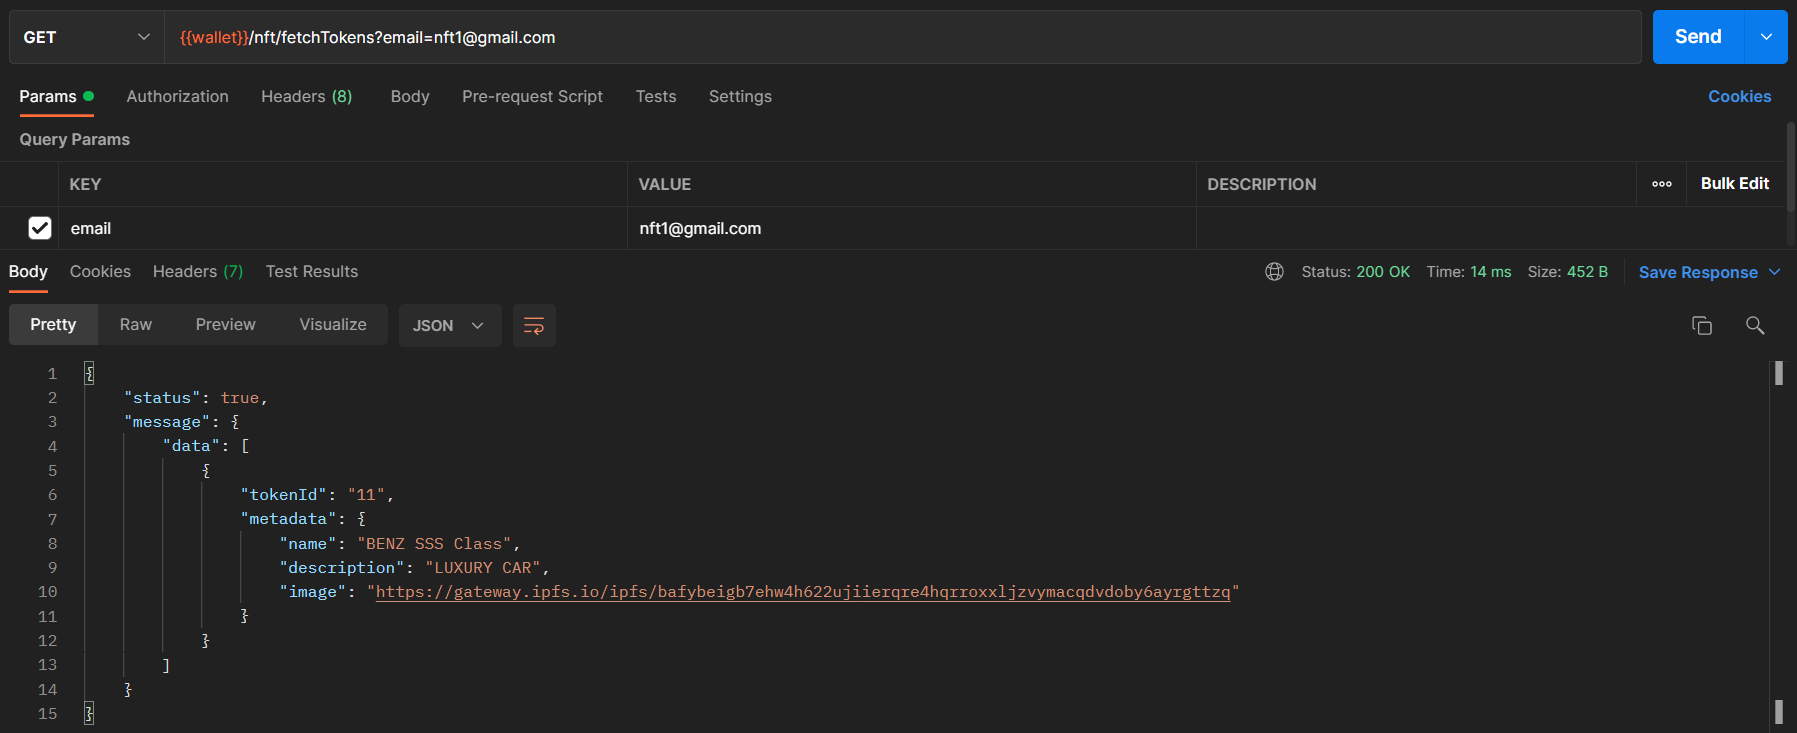 GET {{wallet}}/nft/fetchTokens?email=nft1@gmail.com Send
Params Authorization Headers (8) Body Pre-request Script Tests Settings Cookies
Query Params
KEY VALUE DESCRIPTION ooo Bulk Edit
email nft1@gmail.com
Body Cookies Headers (7) Test Results Status: 200 OK Time: 14 ms Size: 452 B Save Response
Pretty Raw Preview Visualize JSON
1 {
2 "status": true,
3 "message": {
4 "data": [
5 {
6 "tokenId": "11",
7 "metadata": {
8 "name": "BENZ SSS Class",
9 "description": "LUXURY CAR",
10 "image": "https://gateway.ipfs.io/ipfs/bafybeigb7ehw4h622ujiierqre4hqrroxxljzvymacqdvdoby6ayrgttzq"
11 }
12 }
13 ]
14 }
15 }